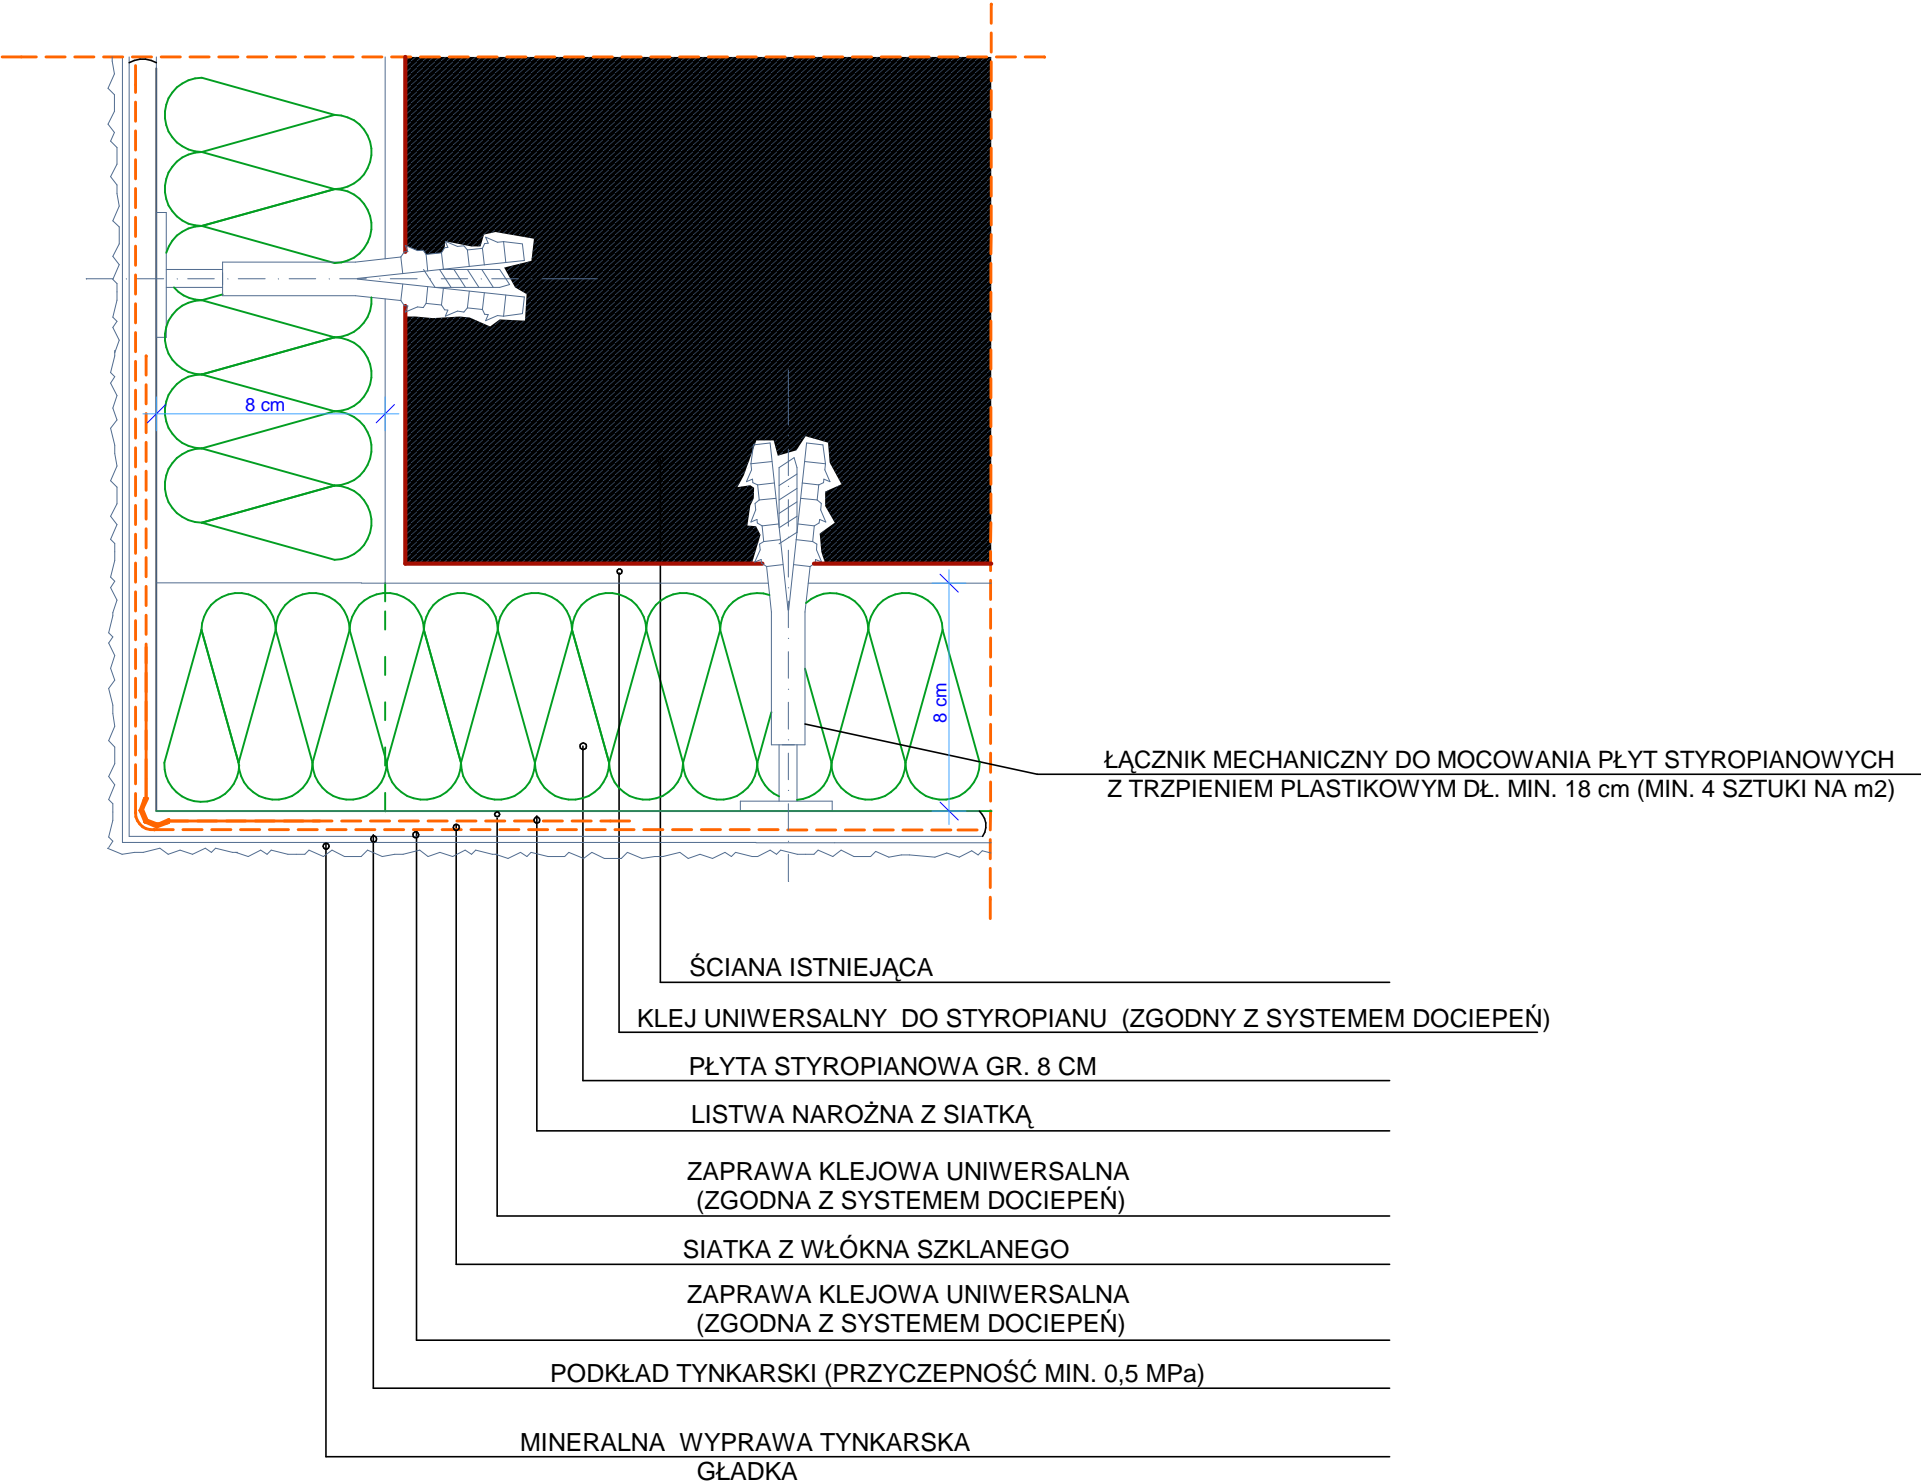 8 cm
8 cm
ŁĄCZNIK MECHANICZNY DO MOCOWANIA PŁYT STYROPIANOWYCH
Z TRZPIENIEM PLASTIKOWYM DŁ. MIN. 18 cm (MIN. 4 SZTUKI NA m2)
ŚCIANA ISTNIEJĄCA
KLEJ UNIWERSALNY DO STYROPIANU (ZGODNY Z SYSTEMEM DOCIEPEŃ)
PŁYTA STYROPIANOWA GR. 8 CM
LISTWA NAROŻNA Z SIATKĄ
ZAPRAWA KLEJOWA UNIWERSALNA
(ZGODNA Z SYSTEMEM DOCIEPEŃ)
SIATKA Z WŁÓKNA SZKLANEGO
ZAPRAWA KLEJOWA UNIWERSALNA
(ZGODNA Z SYSTEMEM DOCIEPEŃ)
PODKŁAD TYNKARSKI (PRZYCZEPNOŚĆ MIN. 0,5 MPa)
MINERALNA WYPRAWA TYNKARSKA
GŁADKA